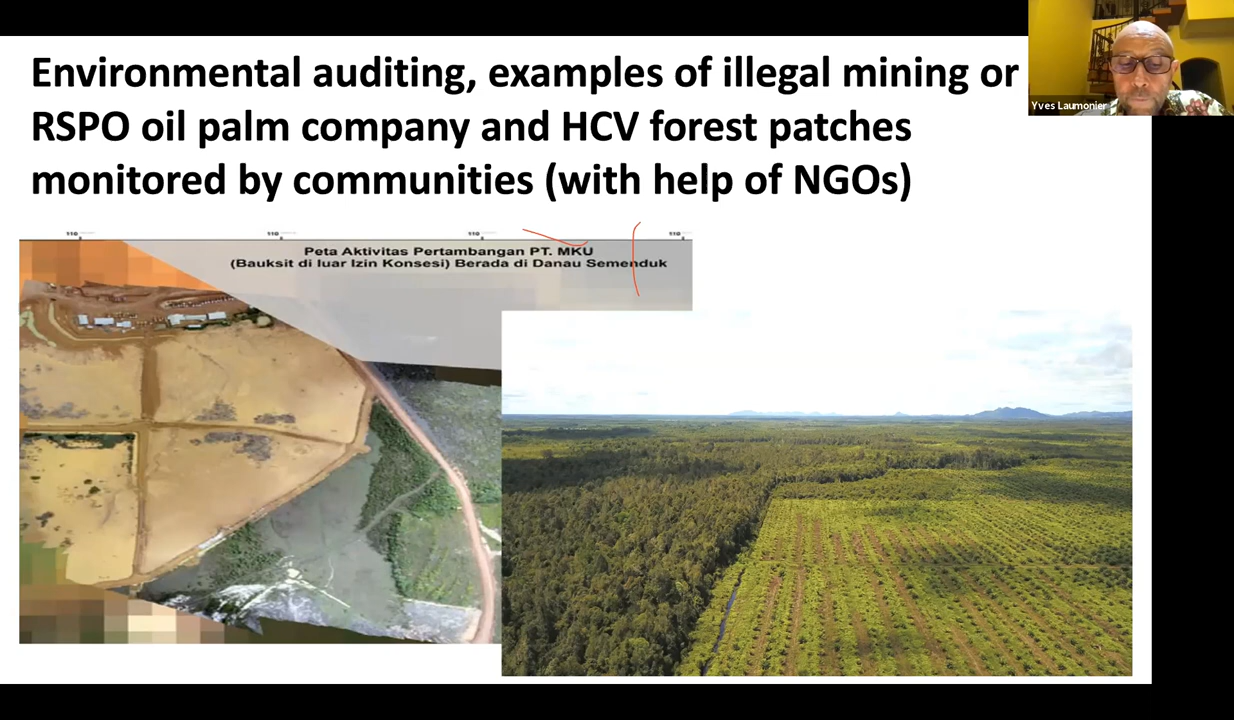 Environmental auditing, examples of illegal mining or
RSPO oil palm company and HCV forest patches
monitored by communities (with help of NGOs)
Yves Laumonier
Peta Aktivitas Pertambangan PT. MKU
(Bauksit di luar Izin Konsesi) Berada di Danau Semenduk